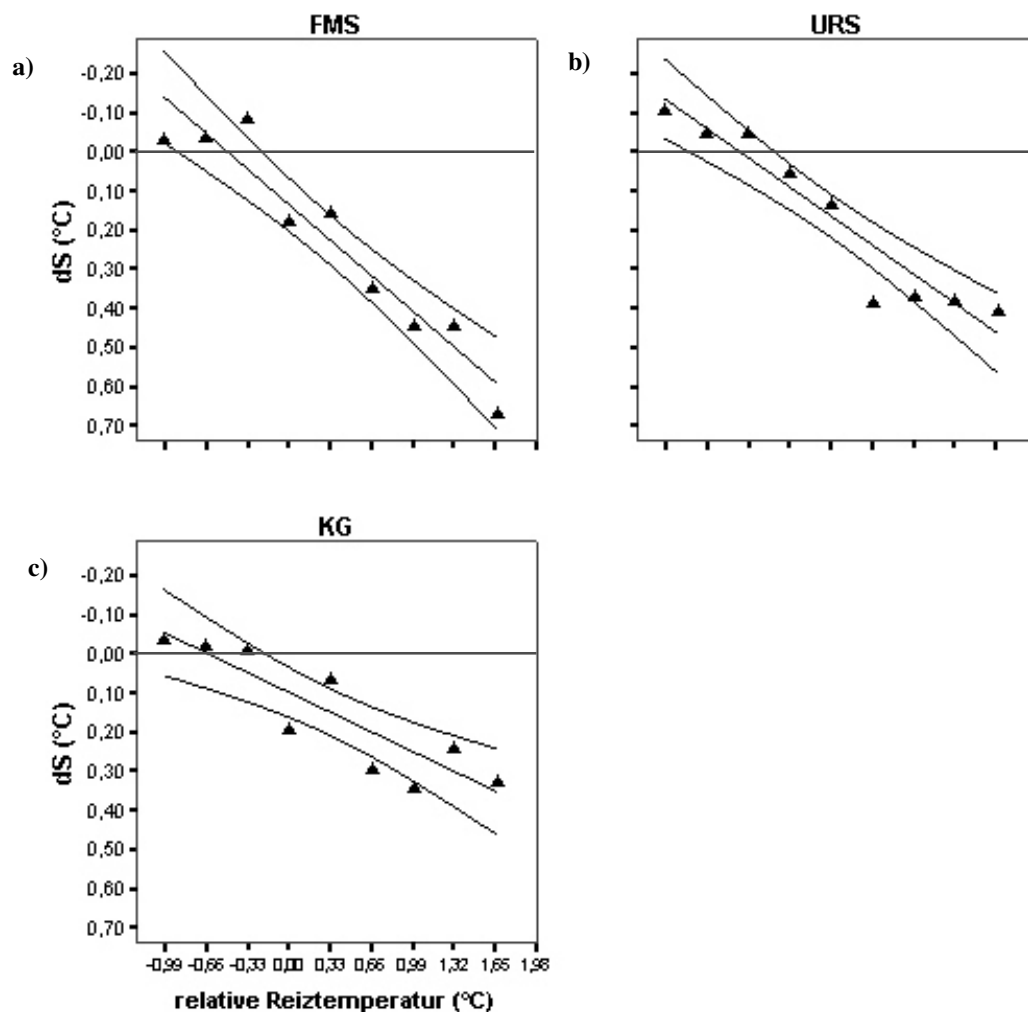 FMS
URS
a)
b)
dS (°C)
-0,20
-0,10
0,00
0,10
0,20
0,30
0,40
0,50
0,60
0,70
KG
c)
dS (°C)
-0,20
-0,10
0,00
0,10
0,20
0,30
0,40
0,50
0,60
0,70
-0,99 -0,66 -0,33 0,00 0,33 0,66 0,99 1,32 1,65 1,98
relative Reiztemperatur (°C)